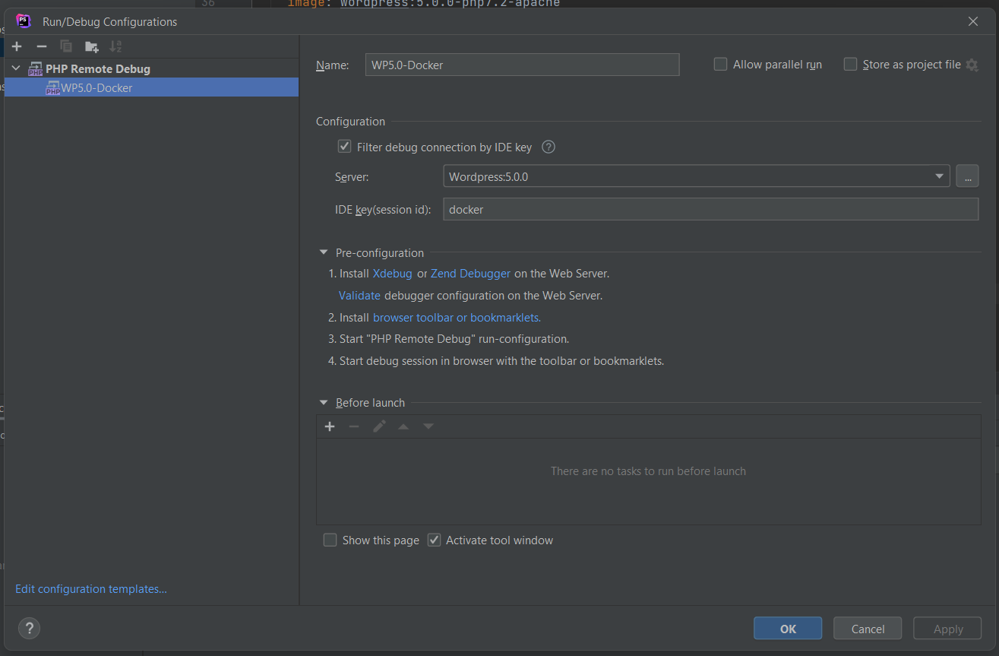 36 image: wordpress:5.0.0-php7.2-apache
PS Run/Debug Configurations
PHP PHP Remote Debug
PHP WP5.0-Docker
Name: WP5.0-Docker Allow parallel run Store as project file
Configuration
Filter debug connection by IDE key ?
Server: Wordpress:5.0.0 ...
IDE key(session id): docker
Pre-configuration
1. Install Xdebug or Zend Debugger on the Web Server.
Validate debugger configuration on the Web Server.
2. Install browser toolbar or bookmarklets.
3. Start "PHP Remote Debug" run-configuration.
4. Start debug session in browser with the toolbar or bookmarklets.
Before launch
There are no tasks to run before launch
Show this page Activate tool window
Edit configuration templates...
? OK Cancel Apply